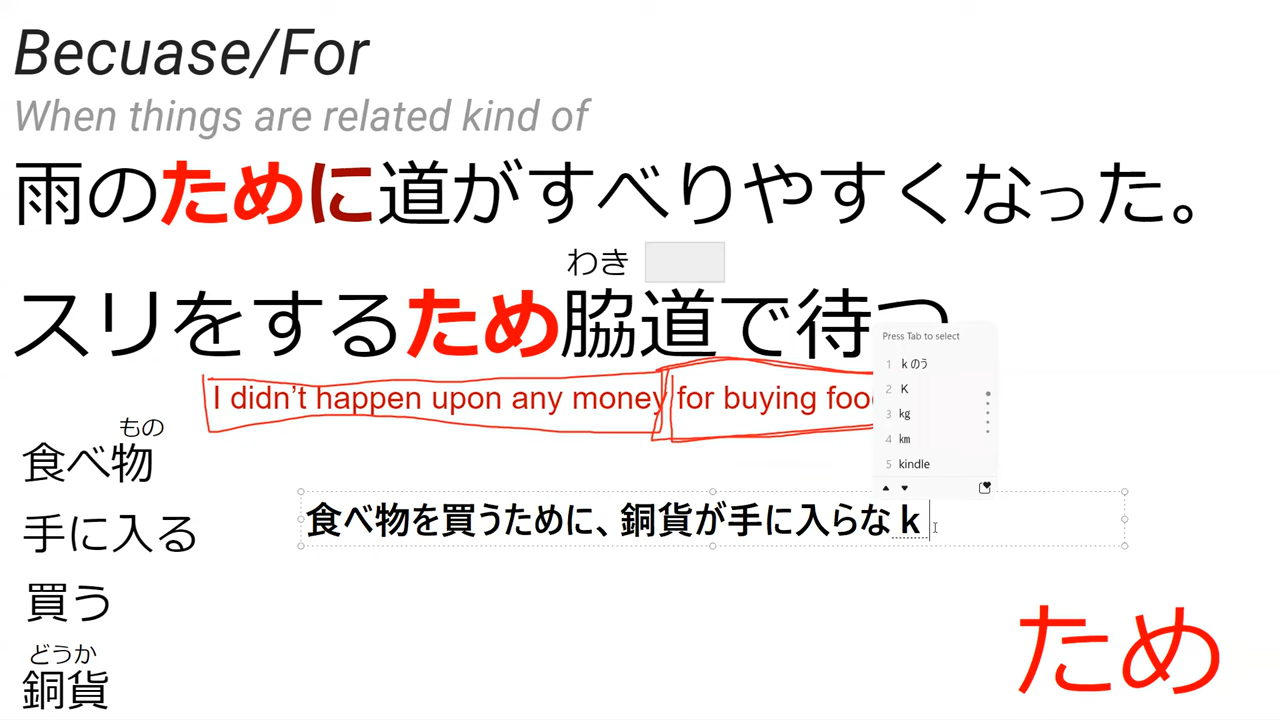 Becuase/For
When things are related kind of
雨のために道がすべりやすくなった。
わき
スリをするため脇道で待つ
Press Tab to select
1 kのう
2 K
3 kg
4 km
5 kindle
I didn't happen upon any money for buying foo
もの
食べ物
手に入る
買う
どうか
銅貨
食べ物を買うために、銅貨が手に入らなk
ため